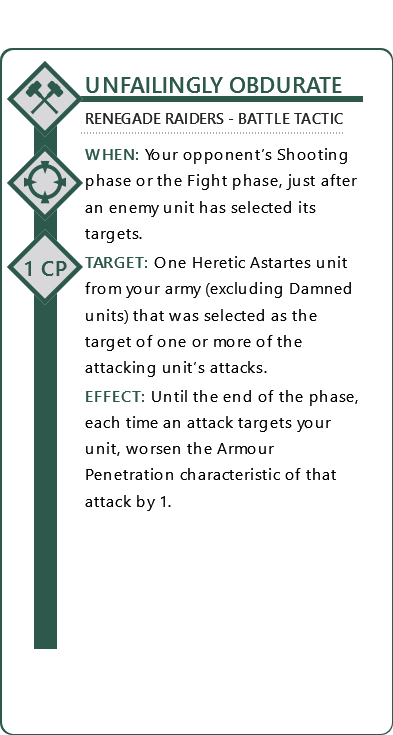 UNFAILINGLY OBDURATE
RENEGADE RAIDERS - BATTLE TACTIC
WHEN: Your opponent's Shooting
phase or the Fight phase, just after
an enemy unit has selected its
targets.
1 CP
TARGET: One Heretic Astartes unit
from your army (excluding Damned
units) that was selected as the
target of one or more of the
attacking unit's attacks.
EFFECT: Until the end of the phase,
each time an attack targets your
unit, worsen the Armour
Penetration characteristic of that
attack by 1.